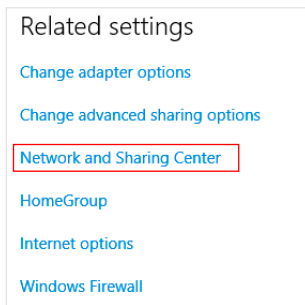 Related settings
Change adapter options
Change advanced sharing options
Network and Sharing Center
HomeGroup
Internet options
Windows Firewall